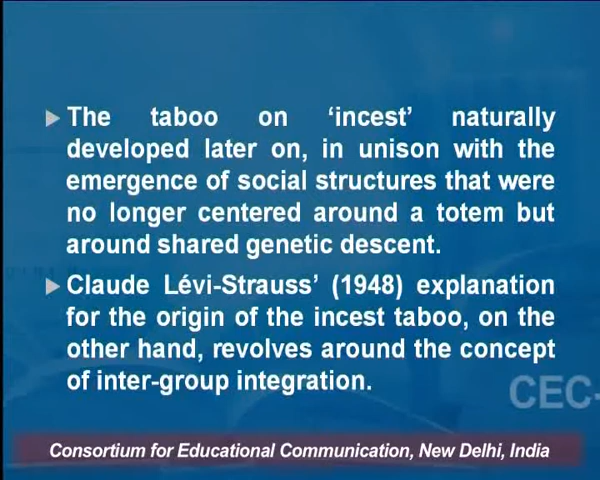 The taboo on ‘incest’ naturally
developed later on, in unison with the
emergence of social structures that were
no longer centered around a totem but
around shared genetic descent.
Claude Lévi-Strauss’ (1948) explanation
for the origin of the incest taboo, on the
other hand, revolves around the concept
of inter-group integration.
CEC-
Consortium for Educational Communication, New Delhi, India